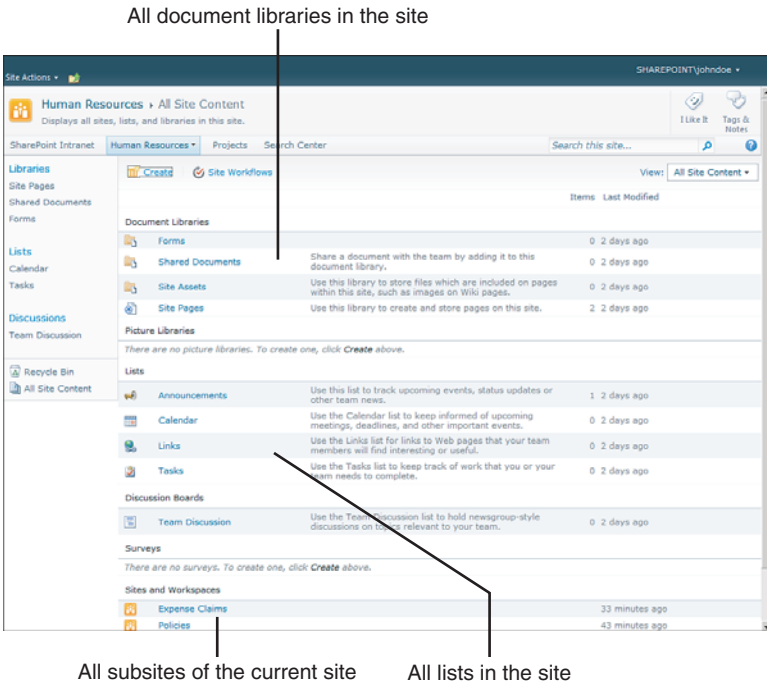 All document libraries in the site
SHAREPOINT\johndoe
Site Actions
Human Resources › All Site Content
Displays all sites, lists, and libraries in this site.
I Like It
Tags & Notes
SharePoint Intranet Human Resources Projects Search Center
Search this site...
Libraries
Site Pages
Shared Documents
Forms
Lists
Calendar
Tasks
Discussions
Team Discussion
Recycle Bin
All Site Content
Create Site Workflows
View: All Site Content
Items Last Modified
Document Libraries
Forms 0 2 days ago
Shared Documents Share a document with the team by adding it to this 0 2 days ago
document library.
Site Assets Use this library to store files which are included on pages 0 2 days ago
within this site, such as images on Wiki pages.
Site Pages Use this library to create and store pages on this site. 2 2 days ago
Picture Libraries
There are no picture libraries. To create one, click Create above.
Lists
Announcements Use this list to track upcoming events, status updates or 1 2 days ago
other team news.
Calendar Use the Calendar list to keep informed of upcoming 0 2 days ago
meetings, deadlines, and other important events.
Links Use the Links list for links to Web pages that your team 0 2 days ago
members will find interesting or useful.
Tasks Use the Tasks list to keep track of work that you or your 0 2 days ago
team needs to complete.
Discussion Boards
Team Discussion Use the Team Discussion list to hold newsgroup-style 0 2 days ago
discussions on topics relevant to your team.
Surveys
There are no surveys. To create one, click Create above.
Sites and Workspaces
Expense Claims 33 minutes ago
Policies 43 minutes ago
All subsites of the current site
All lists in the site